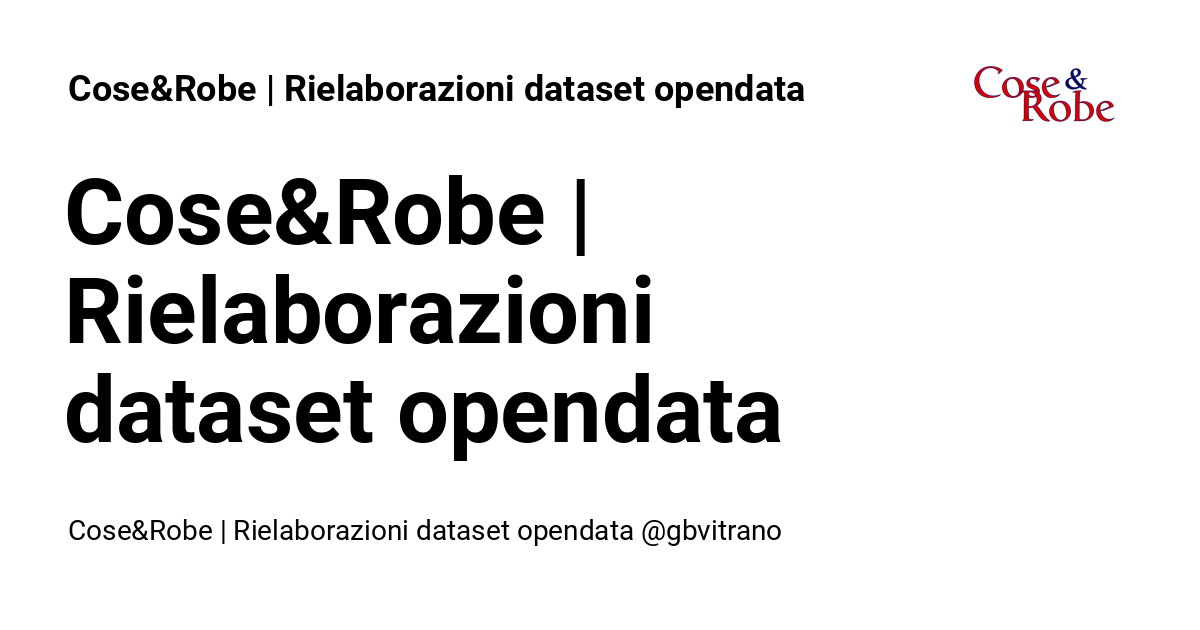 Cose&Robe | Rielaborazioni dataset opendata
Cose &
Robe
Cose&Robe |
Rielaborazioni
dataset opendata
Cose&Robe | Rielaborazioni dataset opendata @gbvitrano